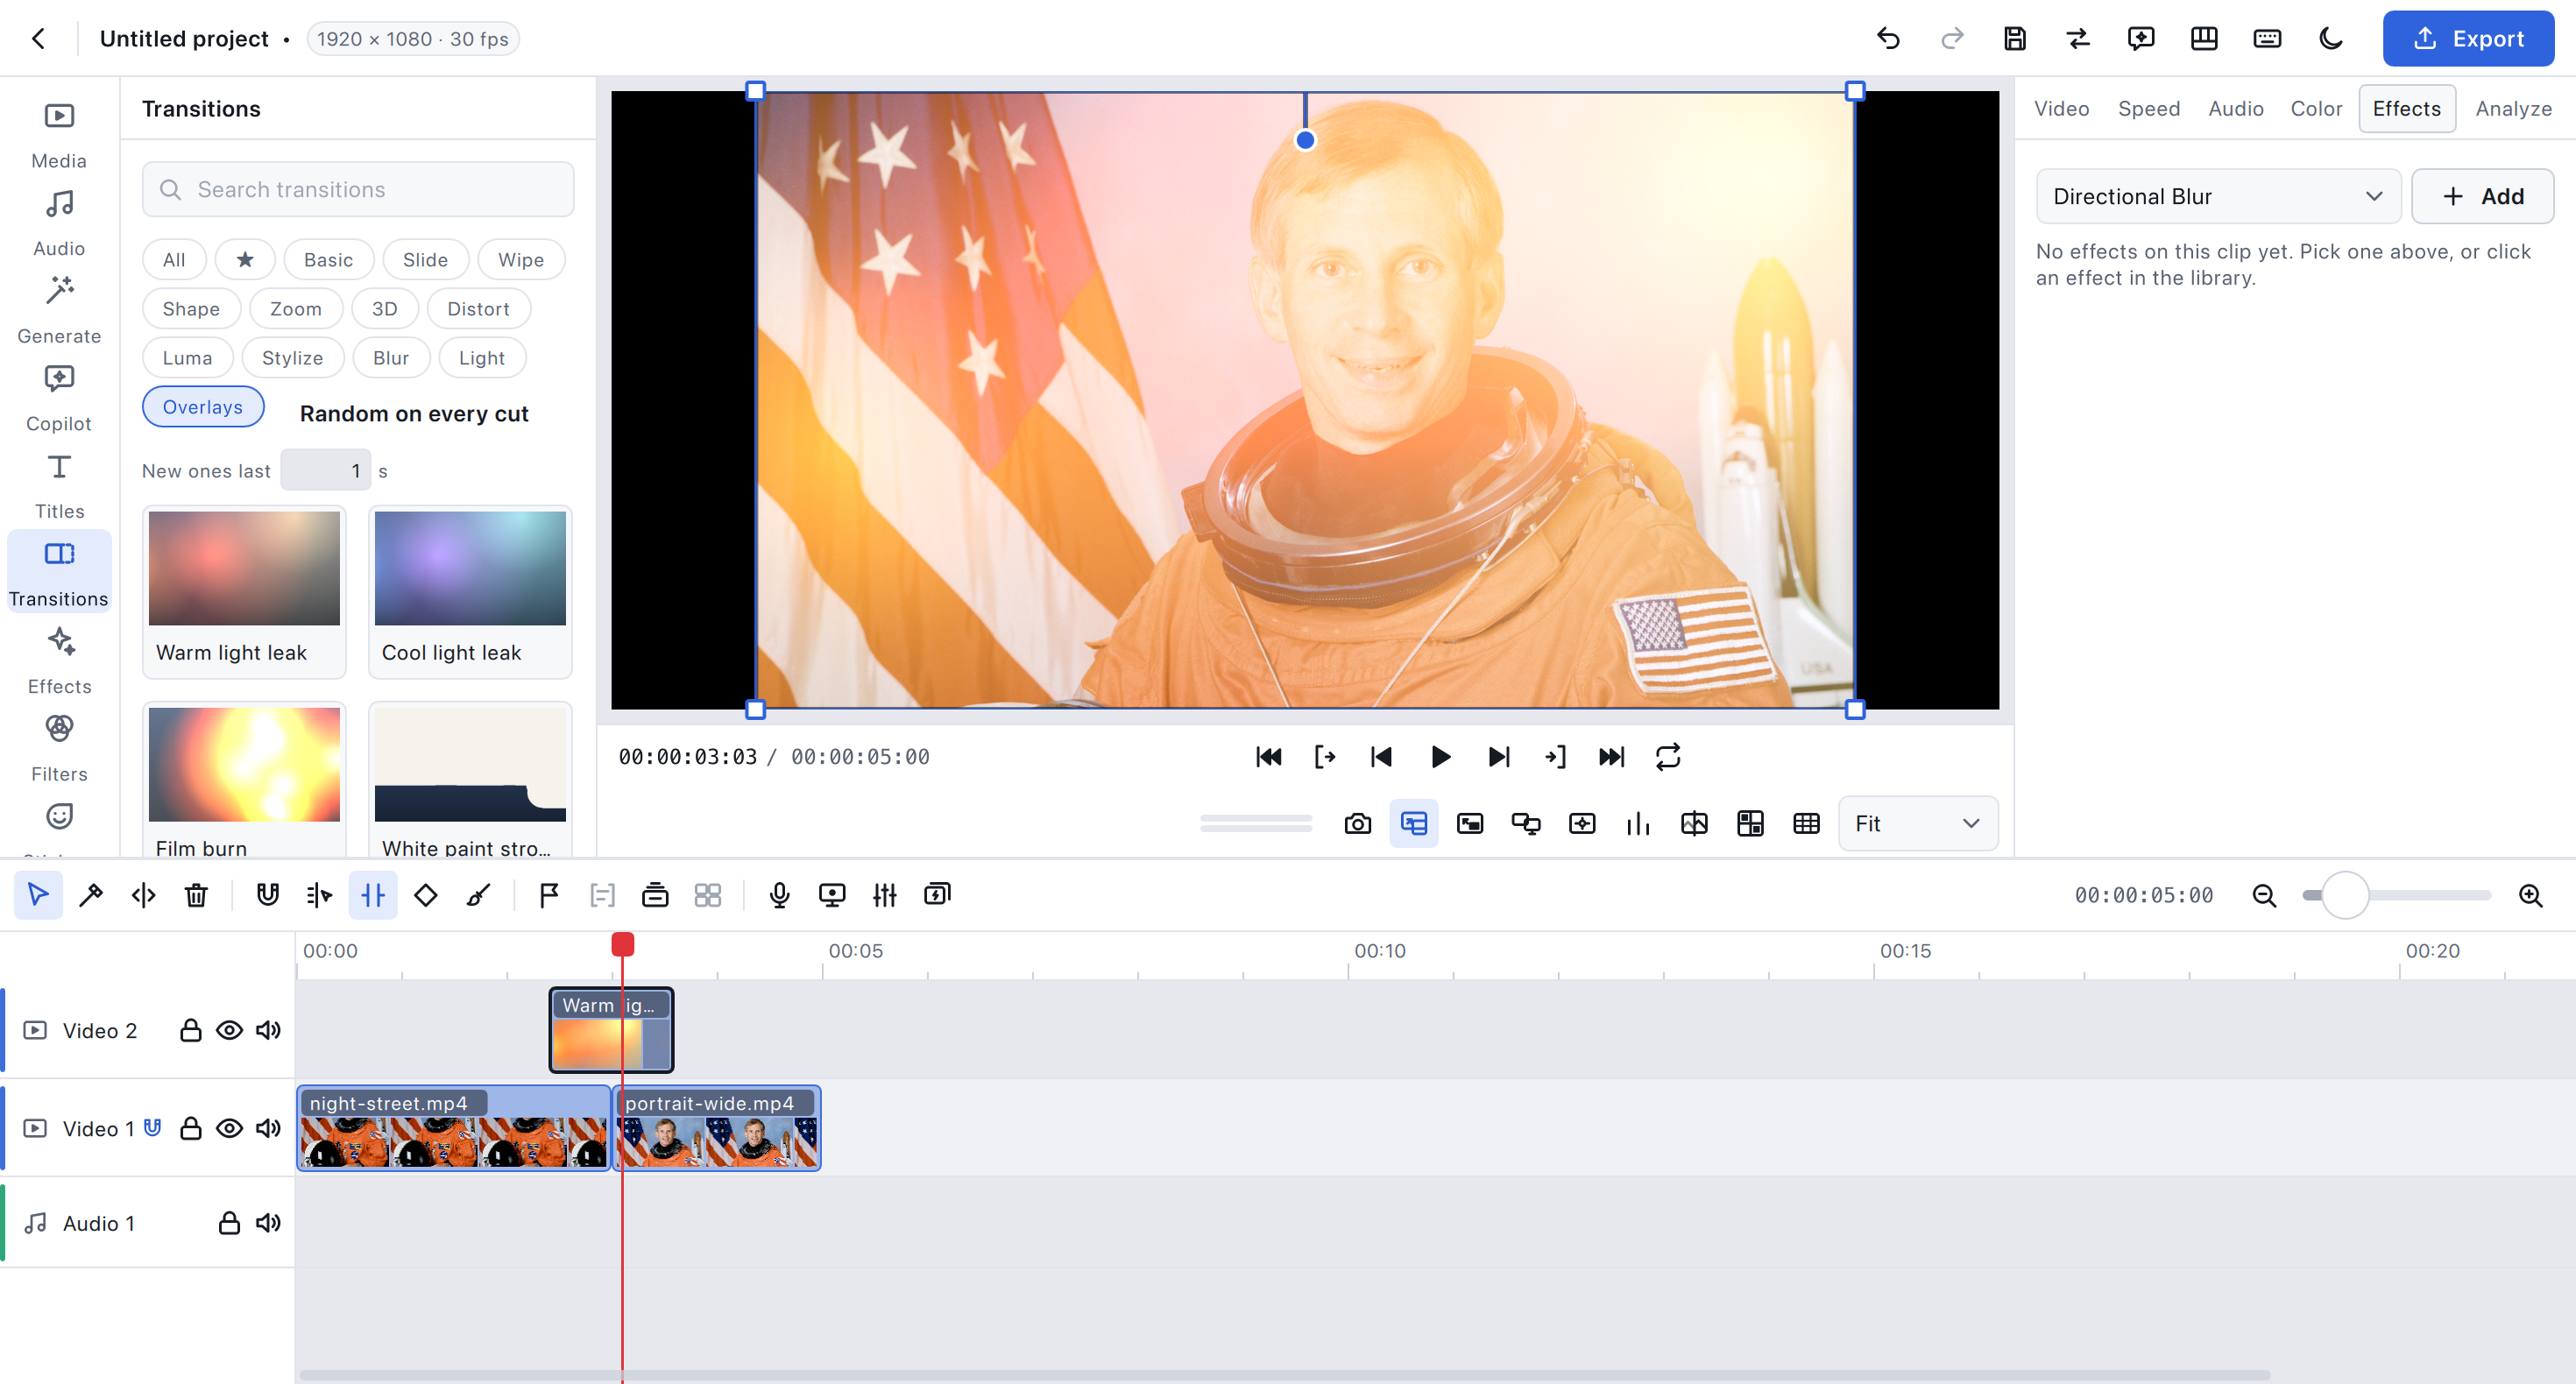 Untitled project • 1920 × 1080 · 30 fps
Export
Media
Audio
Generate
Copilot
Titles
Transitions
Effects
Filters
Transitions
Search transitions
All ★ Basic Slide Wipe
Shape Zoom 3D Distort
Luma Stylize Blur Light
Overlays Random on every cut
New ones last 1 s
Warm light leak Cool light leak
Film burn White paint stro...
USA
00:00:03:03 / 00:00:05:00
Fit
Video Speed Audio Color Effects Analyze
Directional Blur Add
No effects on this clip yet. Pick one above, or click
an effect in the library.
00:00:05:00
00:00 00:05 00:10 00:15 00:20
Video 2
Video 1
Audio 1
night-street.mp4 portrait-wide.mp4